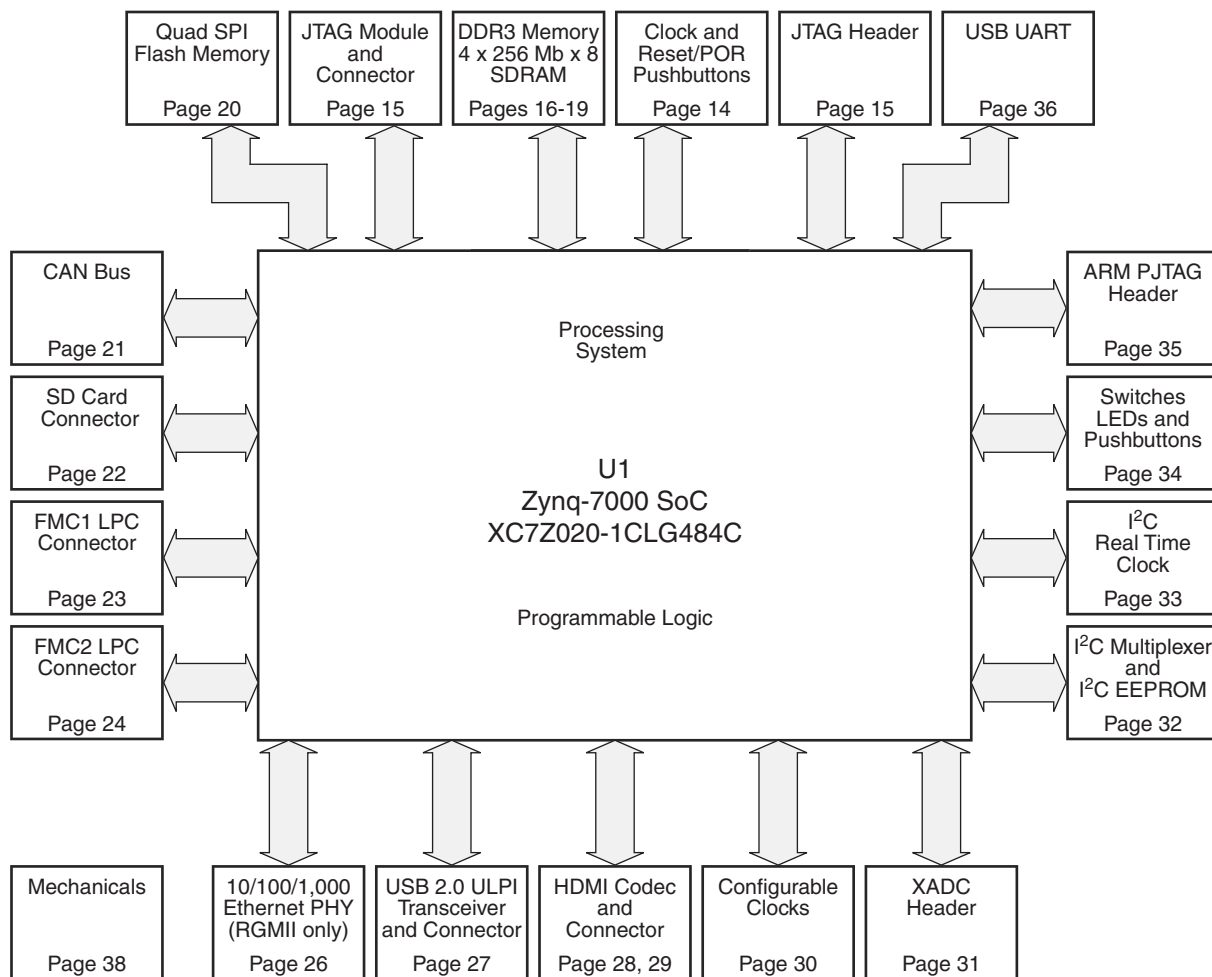 Quad SPI
Flash Memory
Page 20
JTAG Module
and
Connector
Page 15
DDR3 Memory
4 x 256 Mb x 8
SDRAM
Pages 16-19
Clock and
Reset/POR
Pushbuttons
Page 14
JTAG Header
Page 15
USB UART
Page 36
CAN Bus
Page 21
SD Card
Connector
Page 22
FMC1 LPC
Connector
Page 23
FMC2 LPC
Connector
Page 24
Processing
System
U1
Zynq-7000 SoC
XC7Z020-1CLG484C
Programmable Logic
ARM PJTAG
Header
Page 35
Switches
LEDs and
Pushbuttons
Page 34
I²C
Real Time
Clock
Page 33
I²C Multiplexer
and
I²C EEPROM
Page 32
Mechanicals
Page 38
10/100/1,000
Ethernet PHY
(RGMII only)
Page 26
USB 2.0 ULPI
Transceiver
and Connector
Page 27
HDMI Codec
and
Connector
Page 28, 29
Configurable
Clocks
Page 30
XADC
Header
Page 31